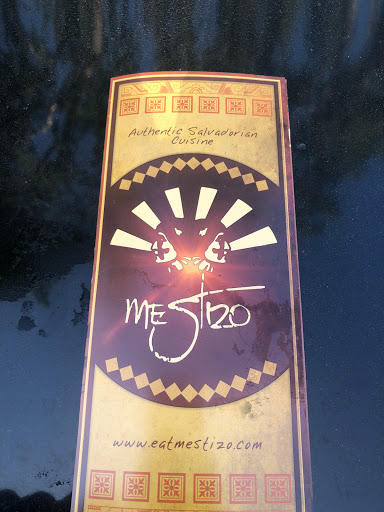 Authentic Salvadorian
Cuisine
MESTIZO
www.eatmestizo.com